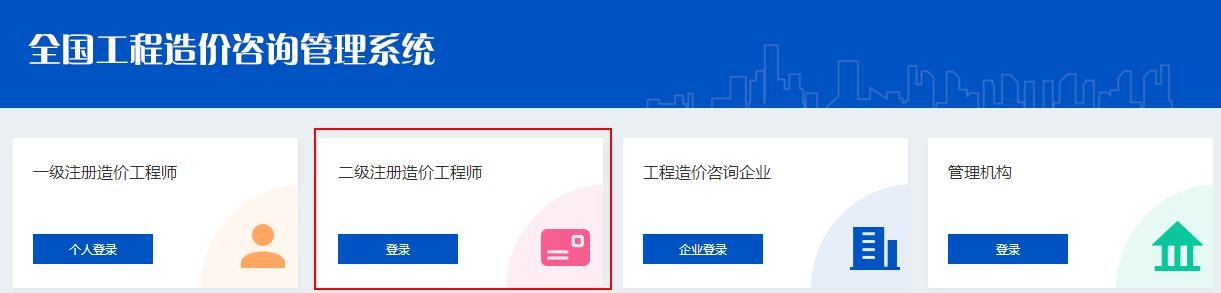 全国工程造价咨询管理系统
一级注册造价工程师
个人登录
二级注册造价工程师
登录
工程造价咨询企业
企业登录
管理机构
登录